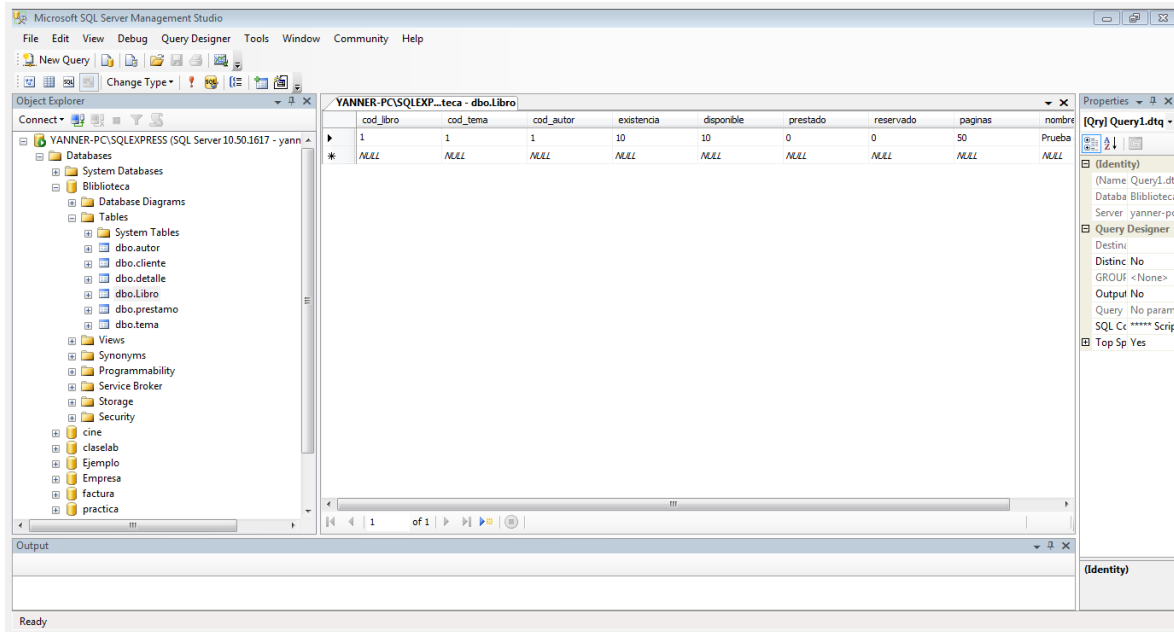 Microsoft SQL Server Management Studio
File Edit View Debug Query Designer Tools Window Community Help
New Query
Change Type
Object Explorer
Connect
YANNER-PC\SQLEXPRESS (SQL Server 10.50.1617 - yann
Databases
System Databases
Bliblioteca
Database Diagrams
Tables
System Tables
dbo.autor
dbo.cliente
dbo.detalle
dbo.Libro
dbo.prestamo
dbo.tema
Views
Synonyms
Programmability
Service Broker
Storage
Security
cine
claselab
Ejemplo
Empresa
factura
practica
YANNER-PC\SQLEXP...teca - dbo.Libro
cod_libro cod_tema cod_autor existencia disponible prestado reservado paginas nombre
1 1 1 10 10 0 0 50 Prueba
NULL NULL NULL NULL NULL NULL NULL NULL NULL
1 of 1
Properties
[Qry] Query1.dtq
(Identity)
(Name Query1.dt
Databa Bliblioteca
Server yanner-pc
Query Designer
Destina
Distinc No
GROUP <None>
Output No
Query No param
SQL Co ***** Scrip
Top Sp Yes
(Identity)
Output
Ready